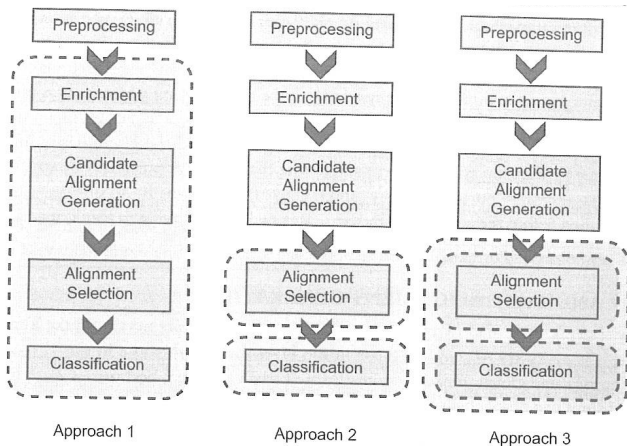 Preprocessing
Enrichment
Candidate
Alignment
Generation
Alignment
Selection
Classification
Approach 1
Preprocessing
Enrichment
Candidate
Alignment
Generation
Alignment
Selection
Classification
Approach 2
Preprocessing
Enrichment
Candidate
Alignment
Generation
Alignment
Selection
Classification
Approach 3